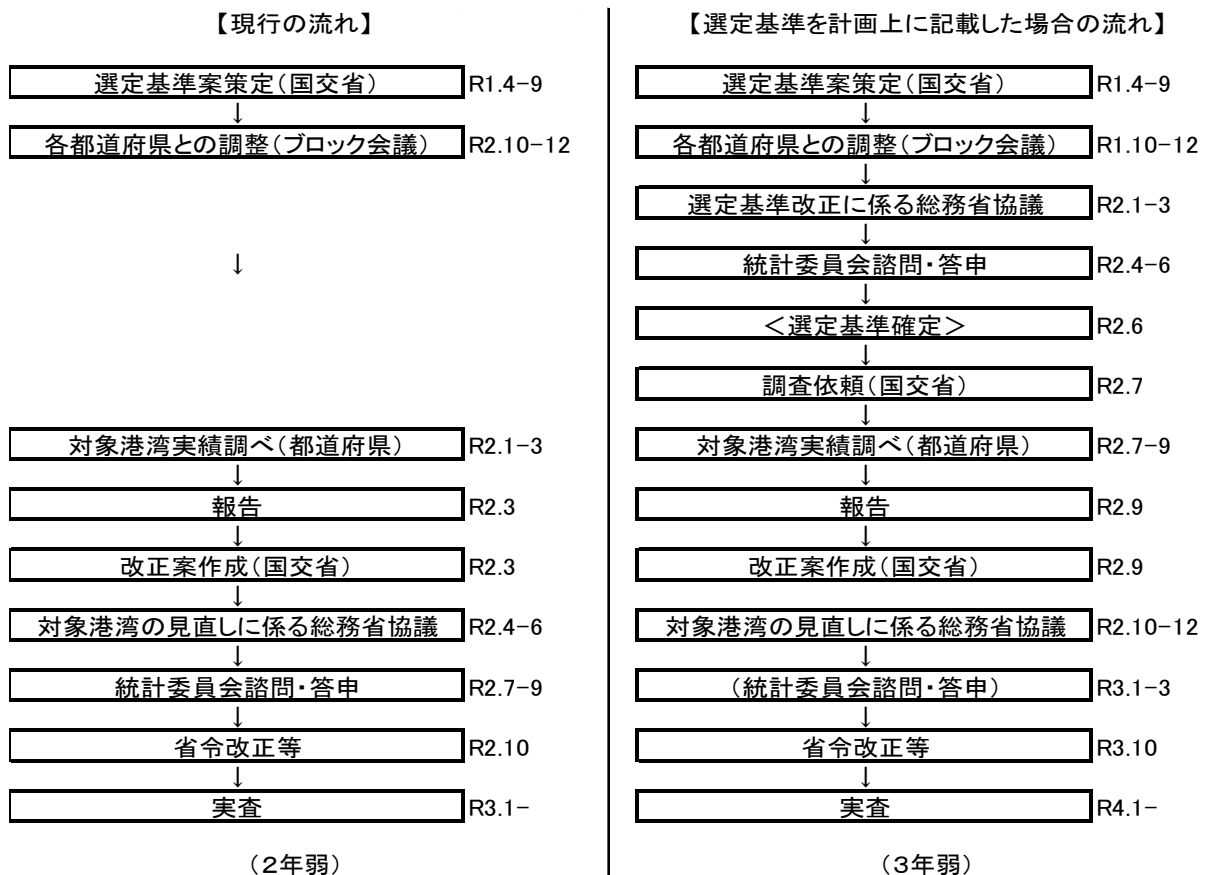 【現行の流れ】
選定基準案策定(国交省) R1.4-9
↓
各都道府県との調整(ブロック会議) R2.10-12
↓
対象港湾実績調べ(都道府県) R2.1-3
↓
報告 R2.3
↓
改正案作成(国交省) R2.3
↓
対象港湾の見直しに係る総務省協議 R2.4-6
↓
統計委員会諮問・答申 R2.7-9
↓
省令改正等 R2.10
↓
実査 R3.1-
(2年弱)
【選定基準を計画上に記載した場合の流れ】
選定基準案策定(国交省) R1.4-9
↓
各都道府県との調整(ブロック会議) R1.10-12
↓
選定基準改正に係る総務省協議 R2.1-3
↓
統計委員会諮問・答申 R2.4-6
↓
<選定基準確定> R2.6
↓
調査依頼(国交省) R2.7
↓
対象港湾実績調べ(都道府県) R2.7-9
↓
報告 R2.9
↓
改正案作成(国交省) R2.9
対象港湾の見直しに係る総務省協議 R2.10-12
↓
(統計委員会諮問・答申) R3.1-3
↓
省令改正等 R3.10
↓
実査 R4.1-
(3年弱)